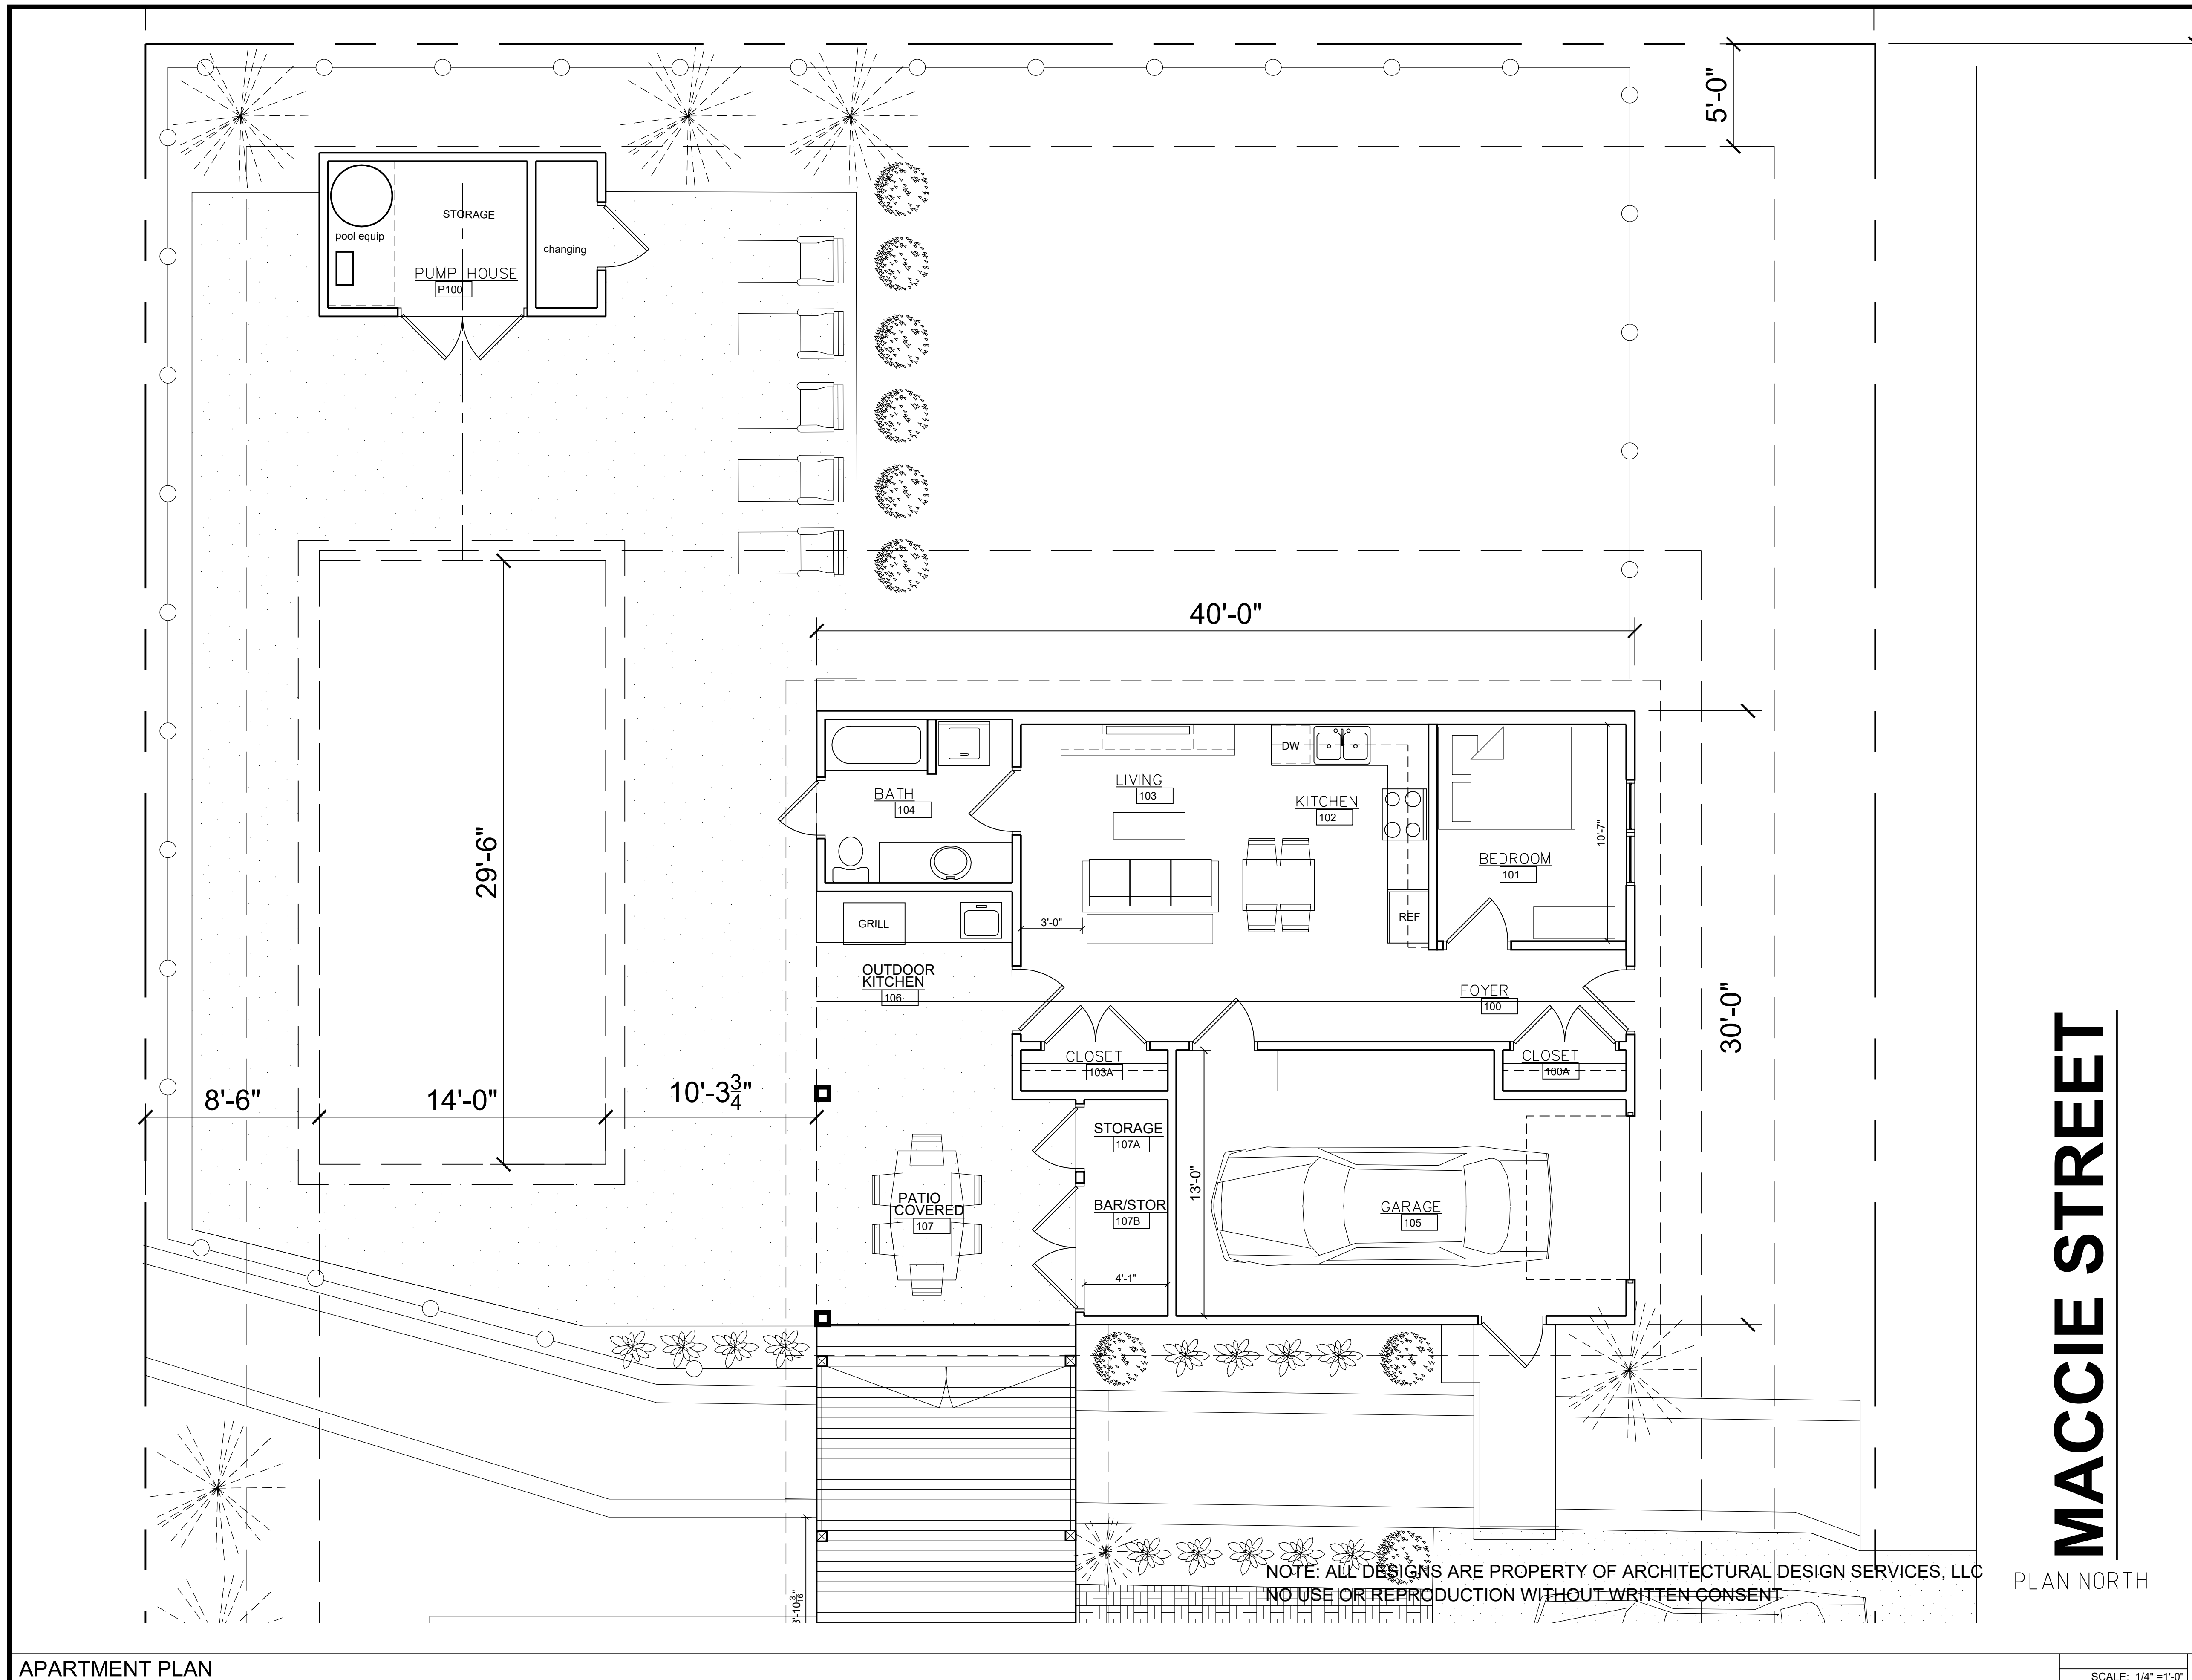 5'-0"
STORAGE
pool equip
changing
PUMP HOUSE
P100
40'-0"
DW
LIVING
103
KITCHEN
102
BATH
104
10'-7"
BEDROOM
101
29'-6"
GRILL
3'-0"
REF
OUTDOOR
KITCHEN
106
FOYER
100
30'-0"
CLOSET
103A
CLOSET
100A
8'-6"
14'-0"
10'-3 3/4"
STORAGE
107A
13'-0"
PATIO
COVERED
107
BAR/STOR
107B
GARAGE
105
4'-1"
MACCIE STREET
NOTE: ALL DESIGNS ARE PROPERTY OF ARCHITECTURAL DESIGN SERVICES, LLC
NO USE OR REPRODUCTION WITHOUT WRITTEN CONSENT
PLAN NORTH
APARTMENT PLAN
SCALE: 1/4" =1'-0"